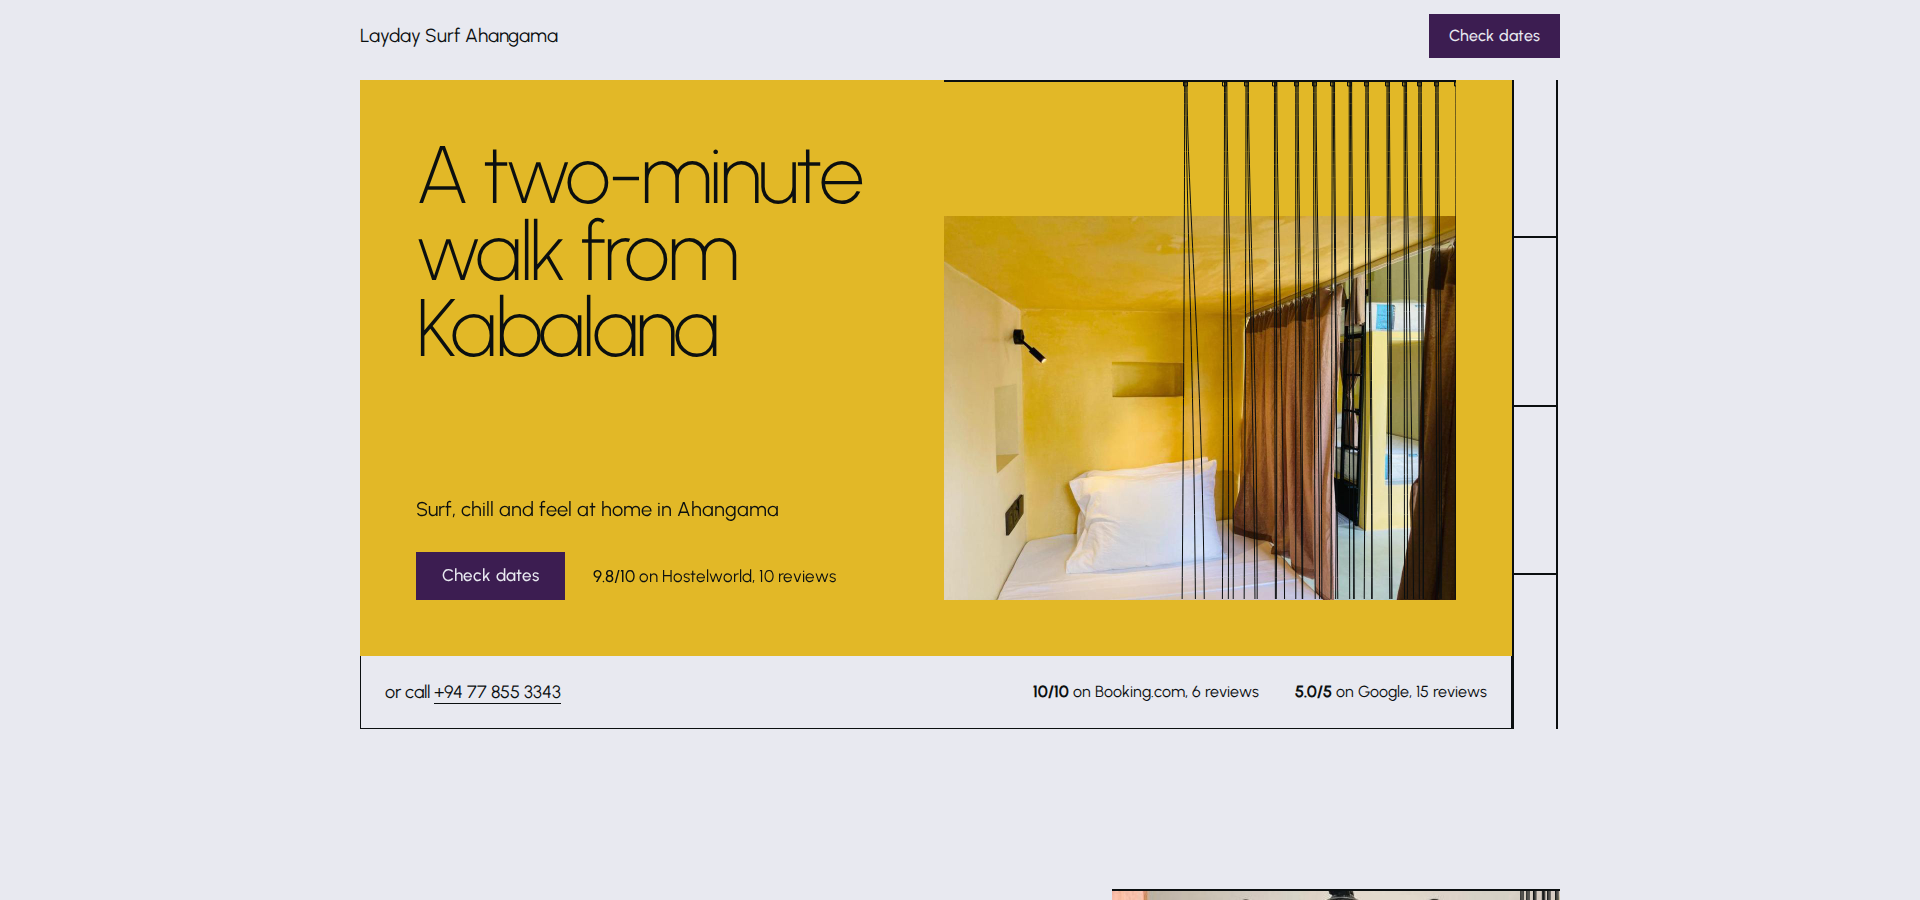 Layday Surf Ahangama
Check dates
A two-minute
walk from
Kabalana
Surf, chill and feel at home in Ahangama
Check dates
9.8/10 on Hostelworld, 10 reviews
or call +94 77 855 3343
10/10 on Booking.com, 6 reviews
5.0/5 on Google, 15 reviews